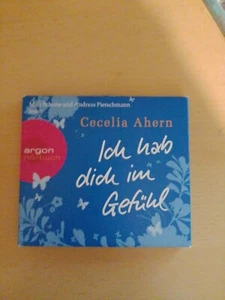 und Andreas Pietschmann
Cecelia Ahern
argon
hörbuch
Ich hab
dich im
Gefühl